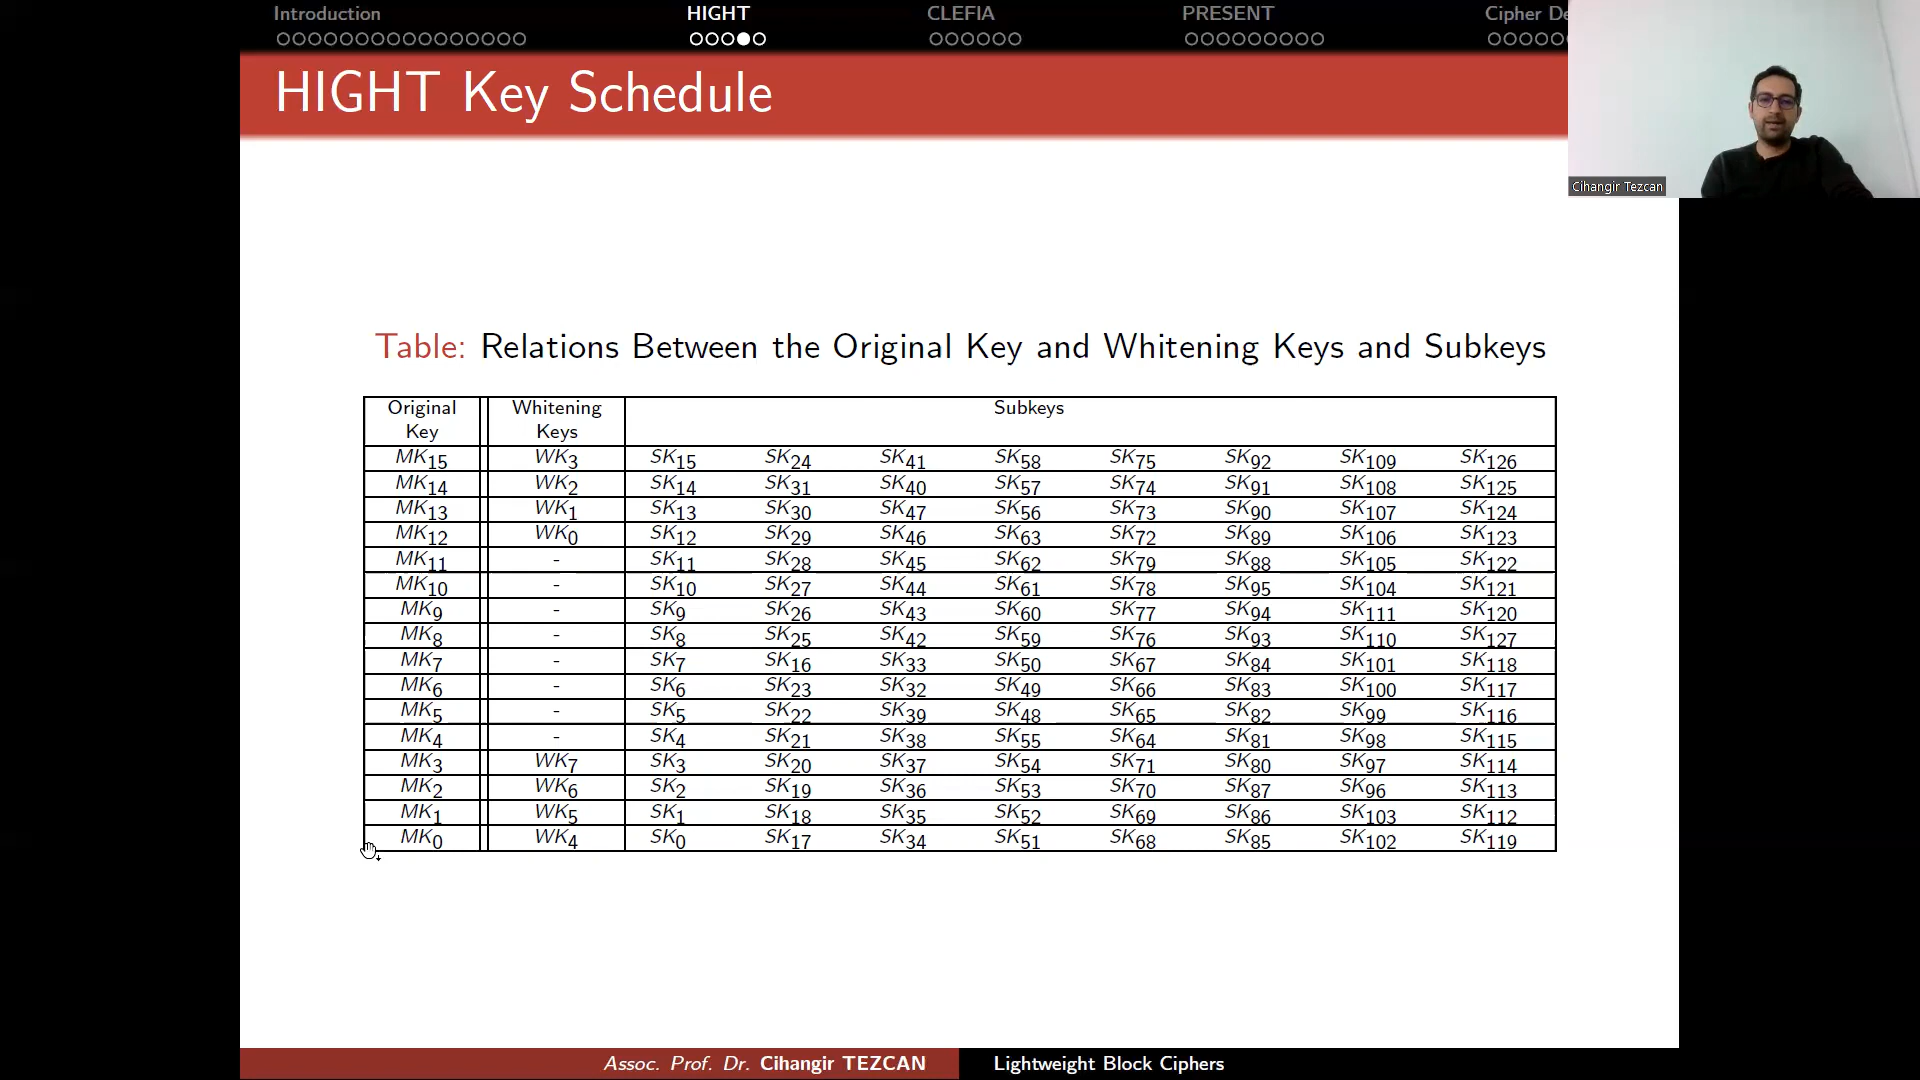 Introduction HIGHT CLEFIA PRESENT Cipher De
HIGHT Key Schedule
Cihangir Tezcan
Table: Relations Between the Original Key and Whitening Keys and Subkeys
Original Key Whitening Keys Subkeys
MK15 WK3 SK15 SK24 SK41 SK58 SK75 SK92 SK109 SK126
MK14 WK2 SK14 SK31 SK40 SK57 SK74 SK91 SK108 SK125
MK13 WK1 SK13 SK30 SK47 SK56 SK73 SK90 SK107 SK124
MK12 WK0 SK12 SK29 SK46 SK63 SK72 SK89 SK106 SK123
MK11 - SK11 SK28 SK45 SK62 SK79 SK88 SK105 SK122
MK10 - SK10 SK27 SK44 SK61 SK78 SK95 SK104 SK121
MK9 - SK9 SK26 SK43 SK60 SK77 SK94 SK111 SK120
MK8 - SK8 SK25 SK42 SK59 SK76 SK93 SK110 SK127
MK7 - SK7 SK16 SK33 SK50 SK67 SK84 SK101 SK118
MK6 - SK6 SK23 SK32 SK49 SK66 SK83 SK100 SK117
MK5 - SK5 SK22 SK39 SK48 SK65 SK82 SK99 SK116
MK4 - SK4 SK21 SK38 SK55 SK64 SK81 SK98 SK115
MK3 WK7 SK3 SK20 SK37 SK54 SK71 SK80 SK97 SK114
MK2 WK6 SK2 SK19 SK36 SK53 SK70 SK87 SK96 SK113
MK1 WK5 SK1 SK18 SK35 SK52 SK69 SK86 SK103 SK112
MK0 WK4 SK0 SK17 SK34 SK51 SK68 SK85 SK102 SK119
Assoc. Prof. Dr. Cihangir TEZCAN Lightweight Block Ciphers